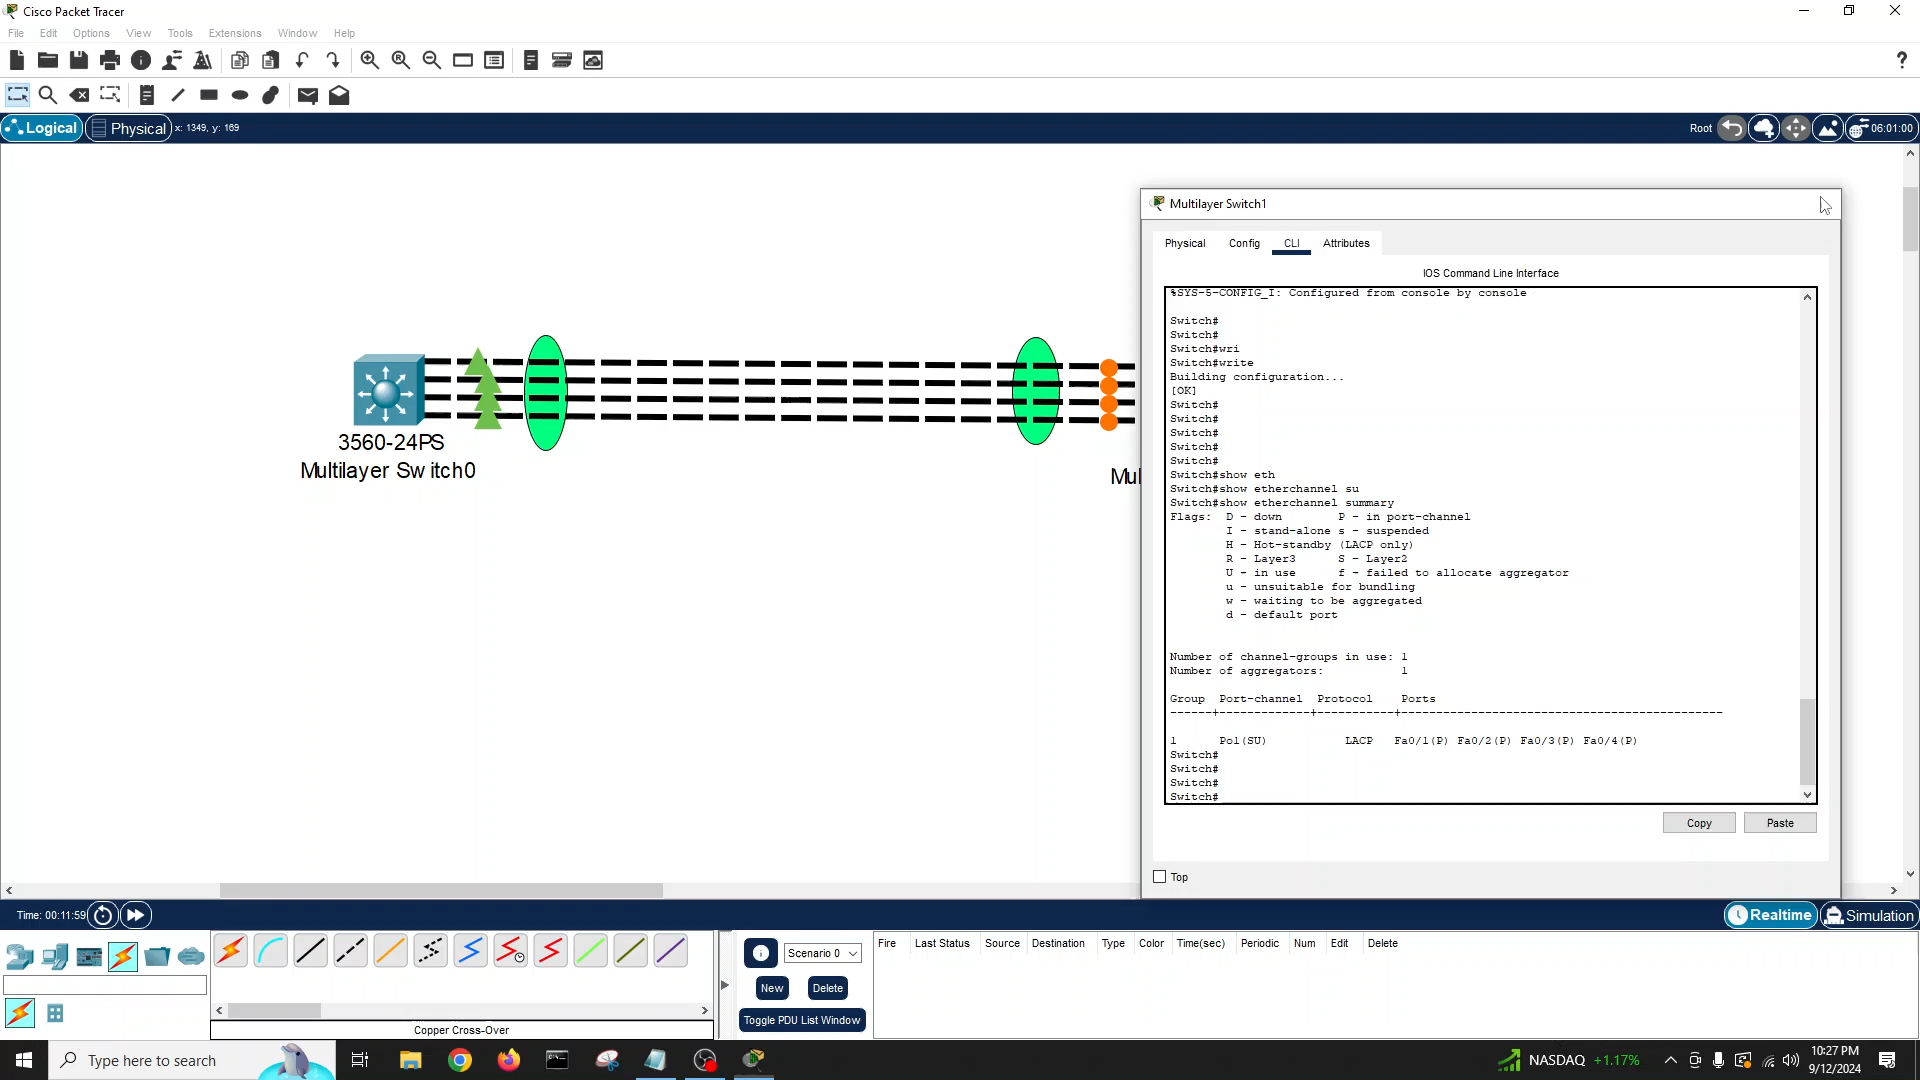 Cisco Packet Tracer
File Edit Options View Tools Extensions Window Help
Logical Physical x: 1349, y: 169
Root 06:01:00
3560-24PS
Multilayer Switch0
Mul
Multilayer Switch1
Physical Config CLI Attributes
IOS Command Line Interface
%SYS-5-CONFIG_I: Configured from console by console
Switch#
Switch#
Switch#wri
Switch#write
Building configuration...
[OK]
Switch#
Switch#
Switch#
Switch#
Switch#
Switch#show eth
Switch#show etherchannel su
Switch#show etherchannel summary
Flags: D - down P - in port-channel
I - stand-alone s - suspended
H - Hot-standby (LACP only)
R - Layer3 S - Layer2
U - in use f - failed to allocate aggregator
u - unsuitable for bundling
w - waiting to be aggregated
d - default port
Number of channel-groups in use: 1
Number of aggregators: 1
Group Port-channel Protocol Ports
------+-------------+-----------+----------------------------------------------
1 Po1(SU) LACP Fa0/1(P) Fa0/2(P) Fa0/3(P) Fa0/4(P)
Switch#
Switch#
Switch#
Switch#
Copy Paste
Top
Time: 00:11:59
Realtime Simulation
Scenario 0
New Delete
Toggle PDU List Window
Fire Last Status Source Destination Type Color Time(sec) Periodic Num Edit Delete
Copper Cross-Over
Type here to search
NASDAQ +1.17%
10:27 PM
9/12/2024